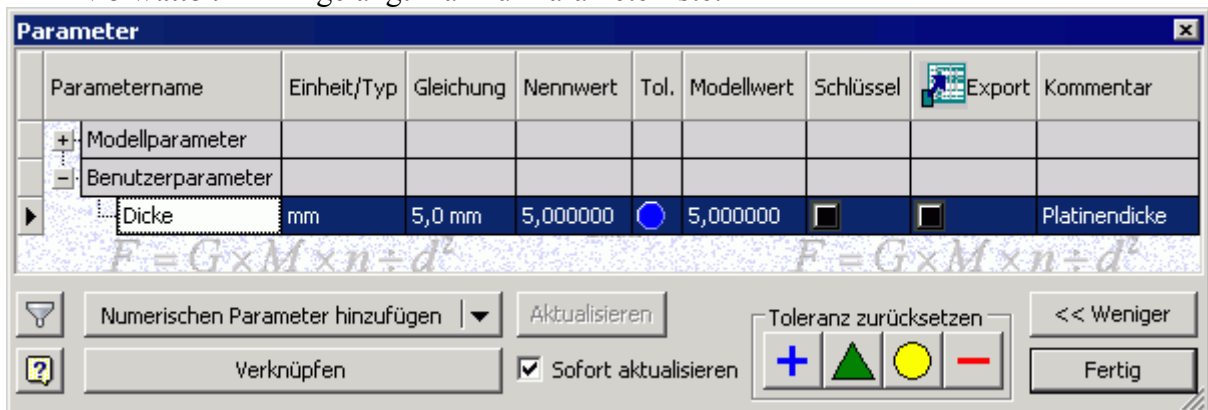 Parameter
Parametername Einheit/Typ Gleichung Nennwert Tol. Modellwert Schlüssel Export Kommentar
Modellparameter
Benutzerparameter
Dicke mm 5,0 mm 5,000000 5,000000 Platinendicke
F = G × M × n ÷ d² F = G × M × n ÷ d²
Numerischen Parameter hinzufügen Aktualisieren Toleranz zurücksetzen << Weniger
Verknüpfen Sofort aktualisieren Fertig